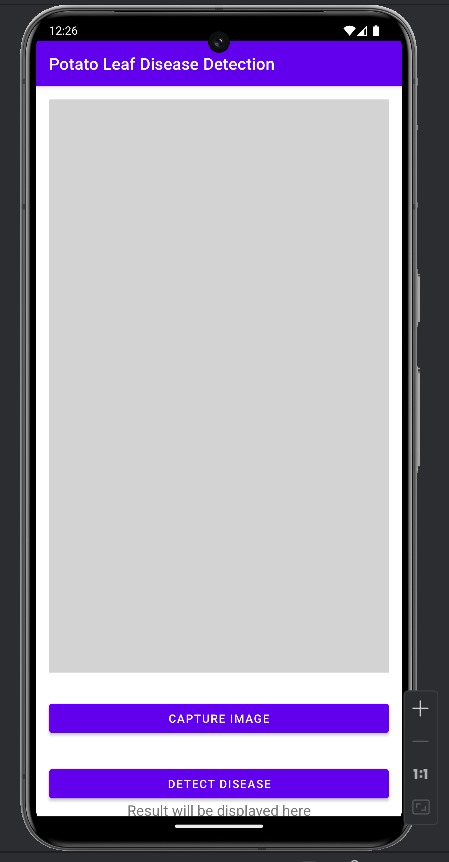 12:26
Potato Leaf Disease Detection
CAPTURE IMAGE
DETECT DISEASE
Result will be displayed here
1:1